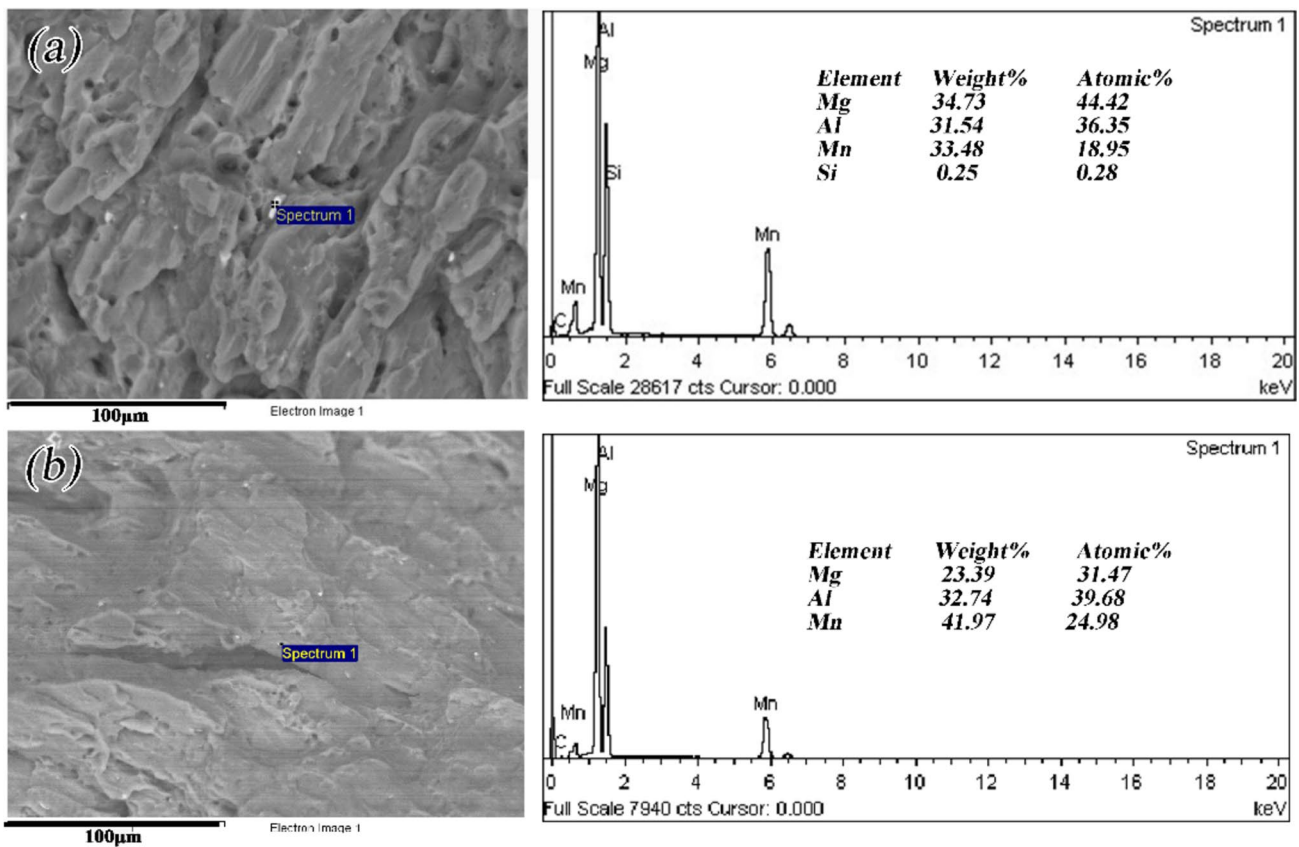 (a)
Spectrum 1
100µm
Electron Image 1
Spectrum 1
Al
Mg
Element Weight% Atomic%
Mg 34.73 44.42
Al 31.54 36.35
Mn 33.48 18.95
Si 0.25 0.28
Si
Mn
Mn
C
0 2 4 6 8 10 12 14 16 18 20
Full Scale 28617 cts Cursor: 0.000 keV
(b)
Spectrum 1
100µm
Electron Image 1
Spectrum 1
Al
Mg
Element Weight% Atomic%
Mg 23.39 31.47
Al 32.74 39.68
Mn 41.97 24.98
Mn
Mn
C
0 2 4 6 8 10 12 14 16 18 20
Full Scale 7940 cts Cursor: 0.000 keV